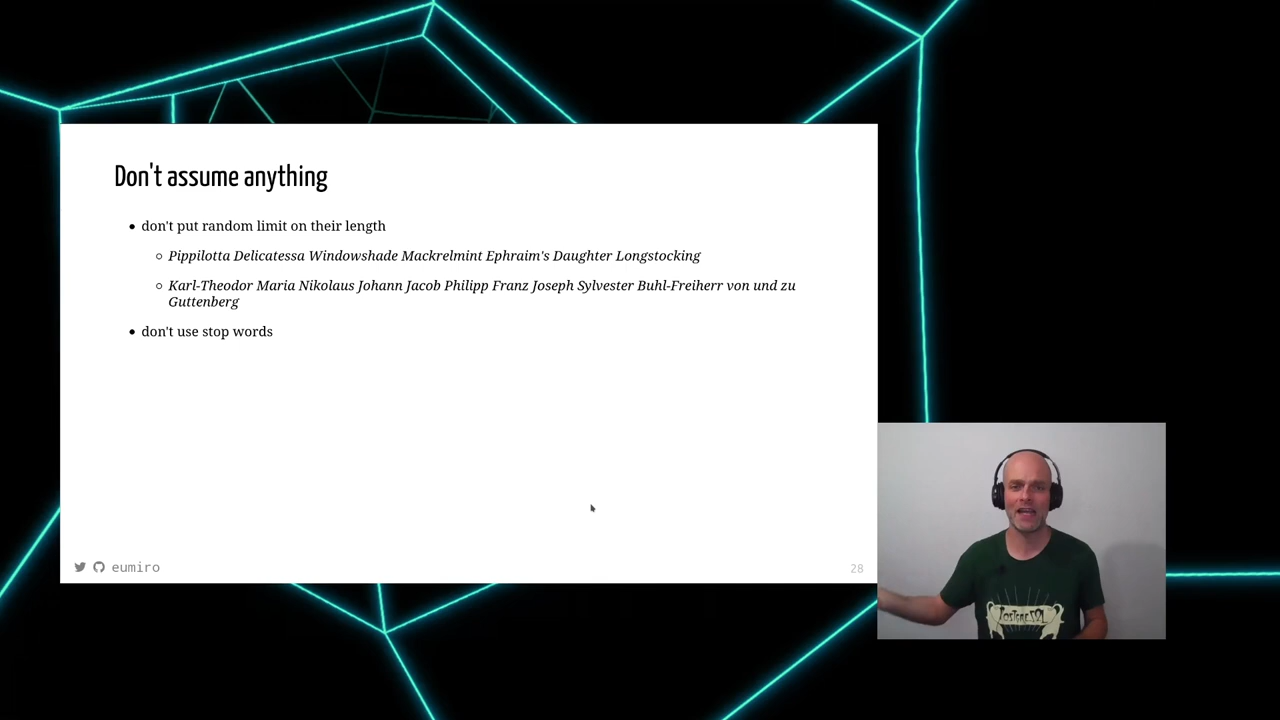 Don't assume anything
• don't put random limit on their length
○ Pippilotta Delicatessa Windowshade Mackrelmint Ephraim's Daughter Longstocking
○ Karl-Theodor Maria Nikolaus Johann Jacob Philipp Franz Joseph Sylvester Buhl-Freiherr von und zu
Guttenberg
• don't use stop words
eumiro
28